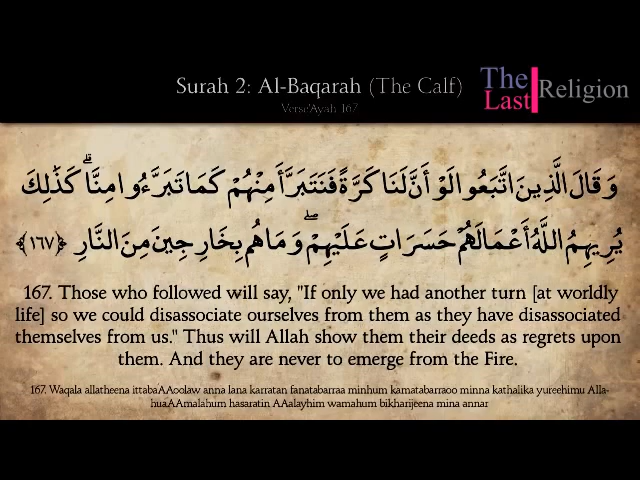 Surah 2: Al-Baqarah (The Calf)
Verse'Ayah 167
The
Last
Religion
وَقَالَ الَّذِينَ اتَّبَعُوا لَوْ أَنَّ لَنَا كَرَّةً فَنَتَبَرَّأَ مِنْهُمْ كَمَا تَبَرَّءُوا مِنَّا ۗ كَذَٰلِكَ
يُرِيهِمُ اللَّهُ أَعْمَالَهُمْ حَسَرَاتٍ عَلَيْهِمْ ۖ وَمَا هُم بِخَارِجِينَ مِنَ النَّارِ ﴿١٦٧﴾
167. Those who followed will say, "If only we had another turn [at worldly
life] so we could disassociate ourselves from them as they have disassociated
themselves from us." Thus will Allah show them their deeds as regrets upon
them. And they are never to emerge from the Fire.
167. Waqala allatheena ittabaAAoolaw anna lana karratan fanatabarraa minhum kamatabarraoo minna kathalika yureehimu Alla-
huaAAmalahum hasaratin AAalayhim wamahum bikharijeena mina annar